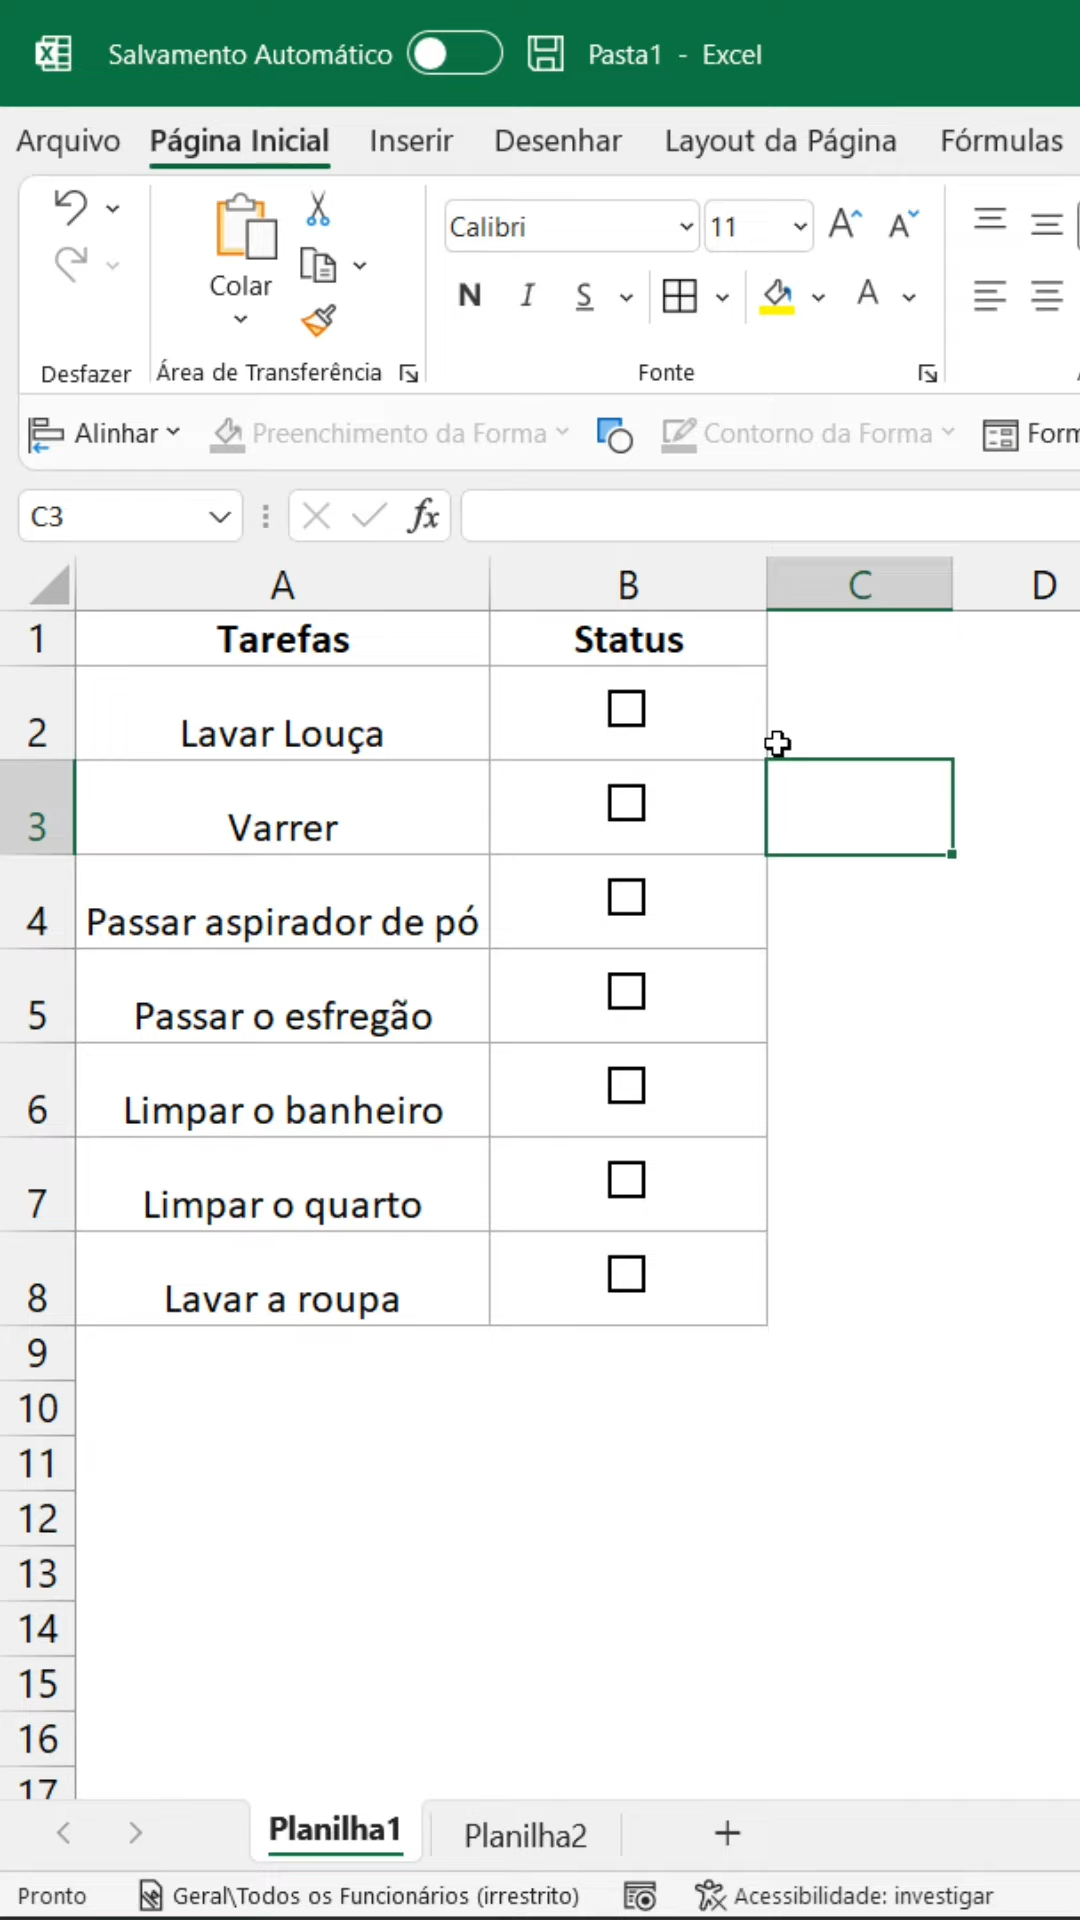 Salvamento Automático Pasta1 - Excel
Arquivo Página Inicial Inserir Desenhar Layout da Página Fórmulas
Calibri 11
Colar
N I S A
Desfazer Área de Transferência Fonte
Alinhar Preenchimento da Forma Contorno da Forma Form
C3 fx
A B C D
1 Tarefas Status
2 Lavar Louça
3 Varrer
4 Passar aspirador de pó
5 Passar o esfregão
6 Limpar o banheiro
7 Limpar o quarto
8 Lavar a roupa
9
10
11
12
13
14
15
16
17
Planilha1 Planilha2 +
Pronto Geral\Todos os Funcionários (irrestrito) Acessibilidade: investigar